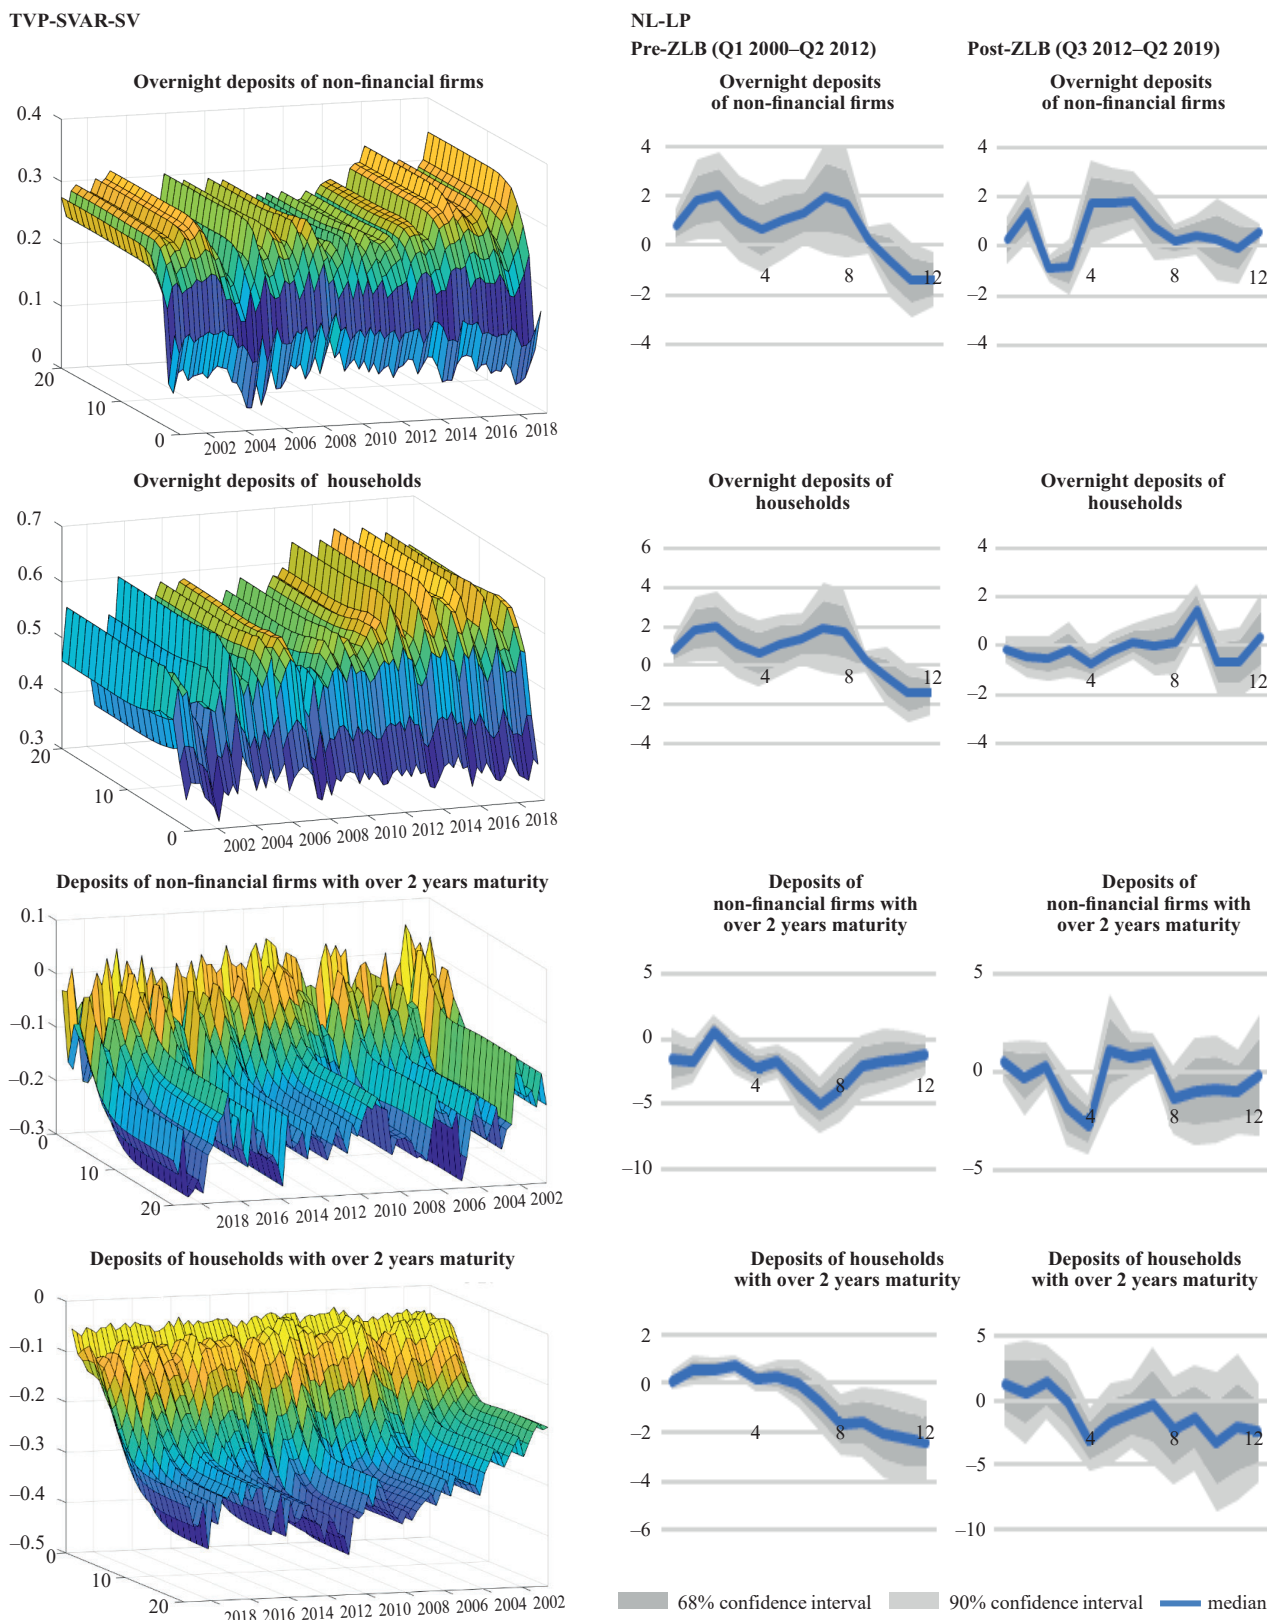 TVP-SVAR-SV
NL-LP
Pre-ZLB (Q1 2000–Q2 2012)
Post-ZLB (Q3 2012–Q2 2019)
Overnight deposits of non-financial firms
0.4
0.3
0.2
0.1
0
20
10
0
2002 2004 2006 2008 2010 2012 2014 2016 2018
Overnight deposits
of non-financial firms
4
2
0
–2
–4
4 8 12
Overnight deposits
of non-financial firms
4
2
0
–2
–4
4 8 12
Overnight deposits of households
0.7
0.6
0.5
0.4
0.3
20
10
0
2002 2004 2006 2008 2010 2012 2014 2016 2018
Overnight deposits of
households
6
4
2
0
–2
–4
4 8 12
Overnight deposits of
households
4
2
0
–2
–4
4 8 12
Deposits of non-financial firms with over 2 years maturity
0.1
0
–0.1
–0.2
–0.3
0
10
20
2018 2016 2014 2012 2010 2008 2006 2004 2002
Deposits of
non-financial firms with
over 2 years maturity
5
0
–5
–10
4 8 12
Deposits of
non-financial firms with
over 2 years maturity
5
0
–5
4 8 12
Deposits of households with over 2 years maturity
0
–0.1
–0.2
–0.3
–0.4
–0.5
0
10
20
2018 2016 2014 2012 2010 2008 2006 2004 2002
Deposits of households
with over 2 years maturity
2
0
–2
–4
–6
4 8 12
Deposits of households
with over 2 years maturity
5
0
–5
–10
4 8 12
68% confidence interval 90% confidence interval median